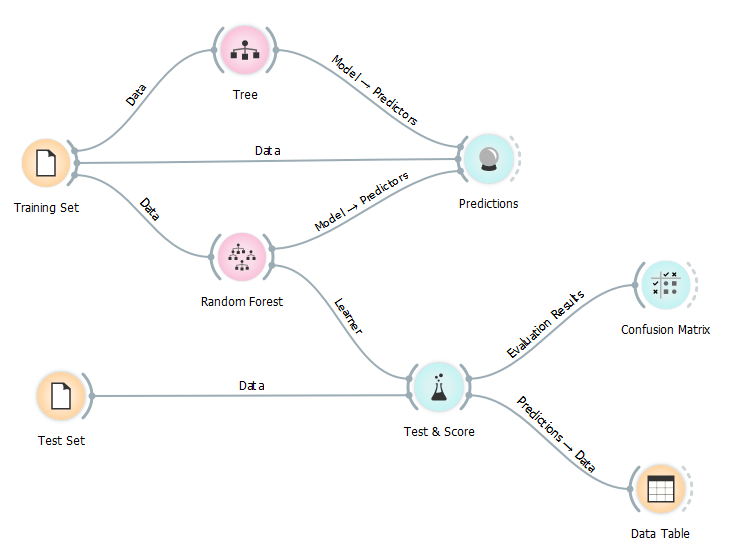 Tree
Data
Model → Predictors
Data
Training Set
Predictions
Data
Model → Predictors
Random Forest
Learner
Evaluation Results
Confusion Matrix
Data
Test Set
Test & Score
Predictions → Data
Data Table